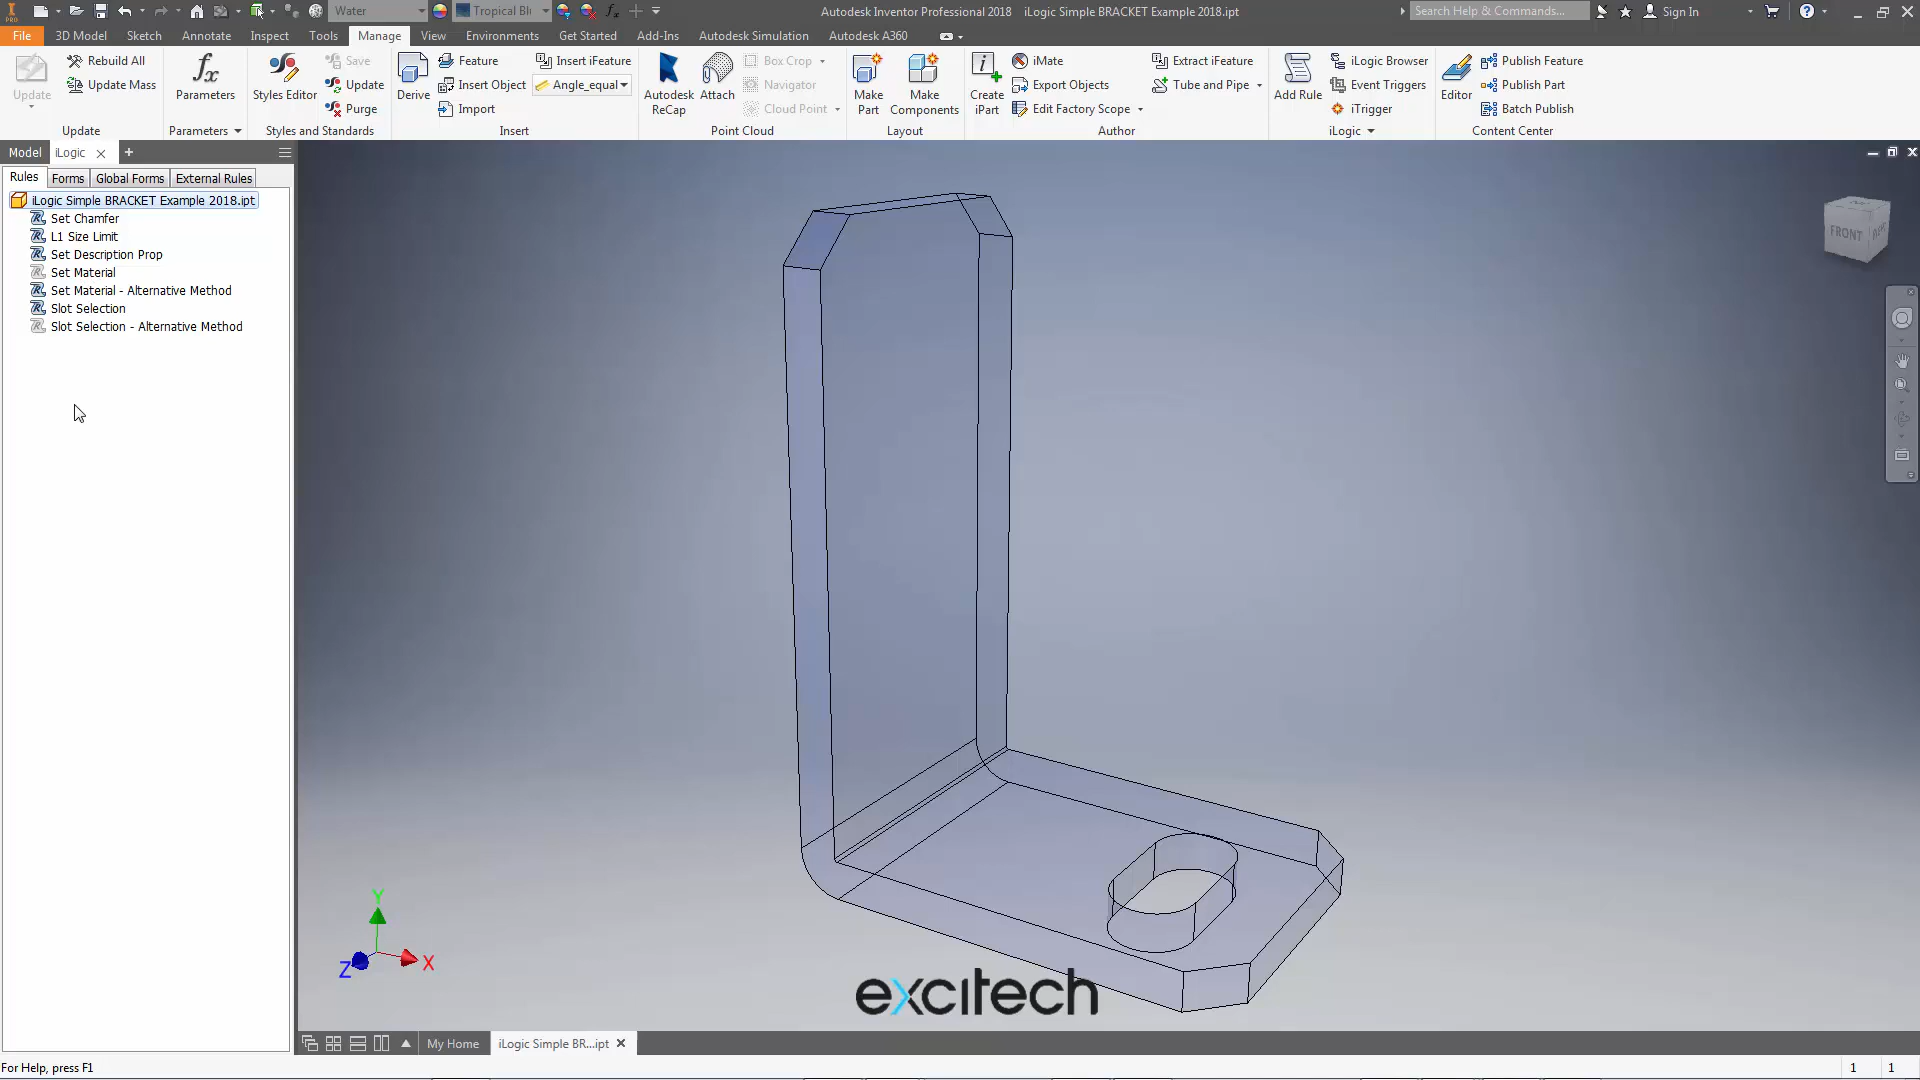 Water
Tropical Blu
Autodesk Inventor Professional 2018 iLogic Simple BRACKET Example 2018.ipt
Search Help & Commands...
Sign In
PRO
File 3D Model Sketch Annotate Inspect Tools Manage View Environments Get Started Add-Ins Autodesk Simulation Autodesk A360
Update
Rebuild All
Update Mass
Update
fx
Parameters
Parameters
Styles Editor
Save
Update
Purge
Styles and Standards
Derive
Feature
Insert Object
Import
Insert iFeature
Angle_equal
Insert
Autodesk
ReCap
Attach
Box Crop
Navigator
Cloud Point
Point Cloud
Make
Part
Make
Components
Layout
Create
iPart
iMate
Export Objects
Edit Factory Scope
Extract iFeature
Tube and Pipe
Author
Add Rule
iLogic Browser
Event Triggers
iTrigger
iLogic
Editor
Publish Feature
Publish Part
Batch Publish
Content Center
Model iLogic
Rules Forms Global Forms External Rules
iLogic Simple BRACKET Example 2018.ipt
Set Chamfer
L1 Size Limit
Set Description Prop
Set Material
Set Material - Alternative Method
Slot Selection
Slot Selection - Alternative Method
FRONT
Y
Z
X
excitech
My Home
iLogic Simple BR...ipt
For Help, press F1
1 1